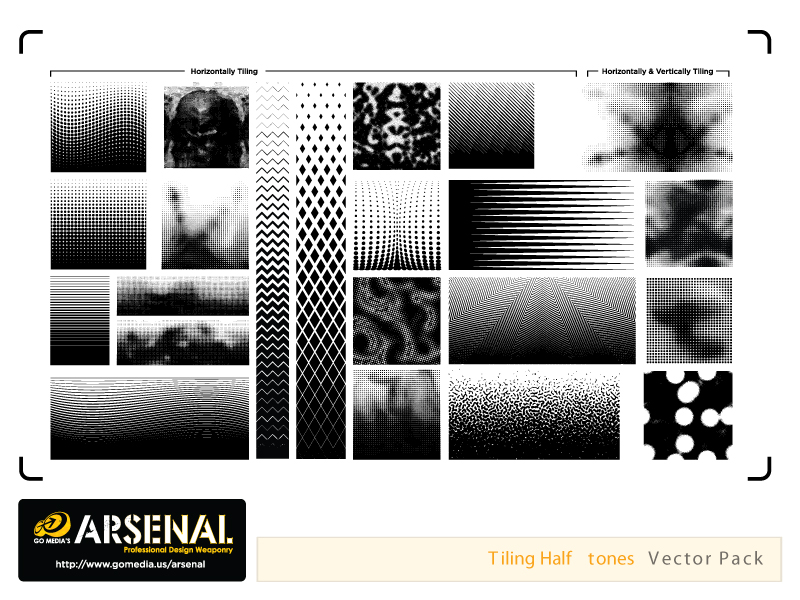 Horizontally Tiling
Horizontally & Vertically Tiling
GO MEDIA'S ARSENAL
Professional Design Weaponry
http://www.gomedia.us/arsenal
Tiling Half tones Vector Pack